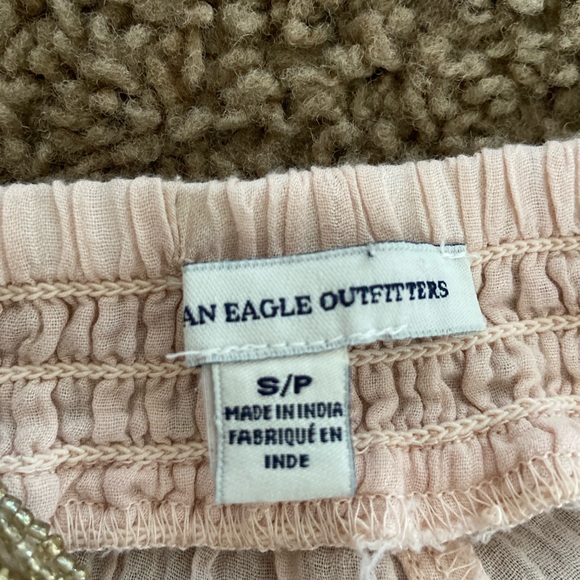 AN EAGLE OUTFITTERS
S/P
MADE IN INDIA
FABRIQUÉ EN
INDE